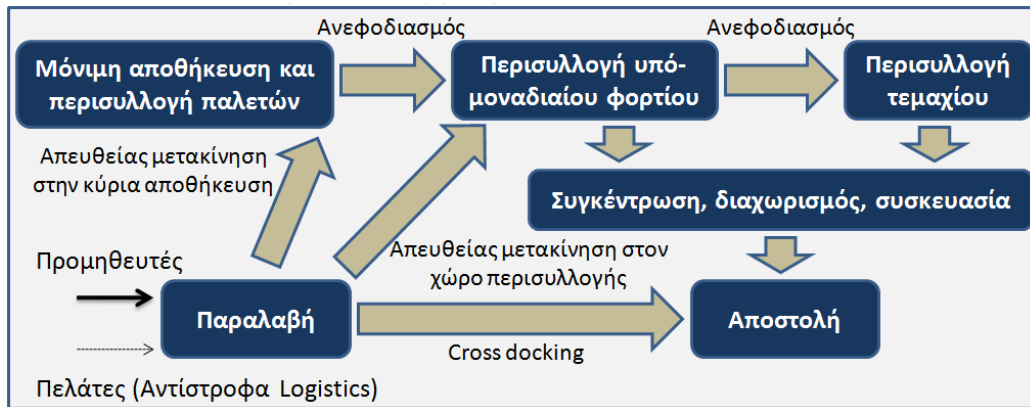 Ανεφοδιασμός
Ανεφοδιασμός
Μόνιμη αποθήκευση και
περισυλλογή παλετών
Περισυλλογή υπό-
μοναδιαίου φορτίου
Περισυλλογή
τεμαχίου
Απευθείας μετακίνηση
στην κύρια αποθήκευση
Συγκέντρωση, διαχωρισμός, συσκευασία
Απευθείας μετακίνηση στον
χώρο περισυλλογής
Προμηθευτές
Παραλαβή
Αποστολή
Cross docking
Πελάτες (Αντίστροφα Logistics)